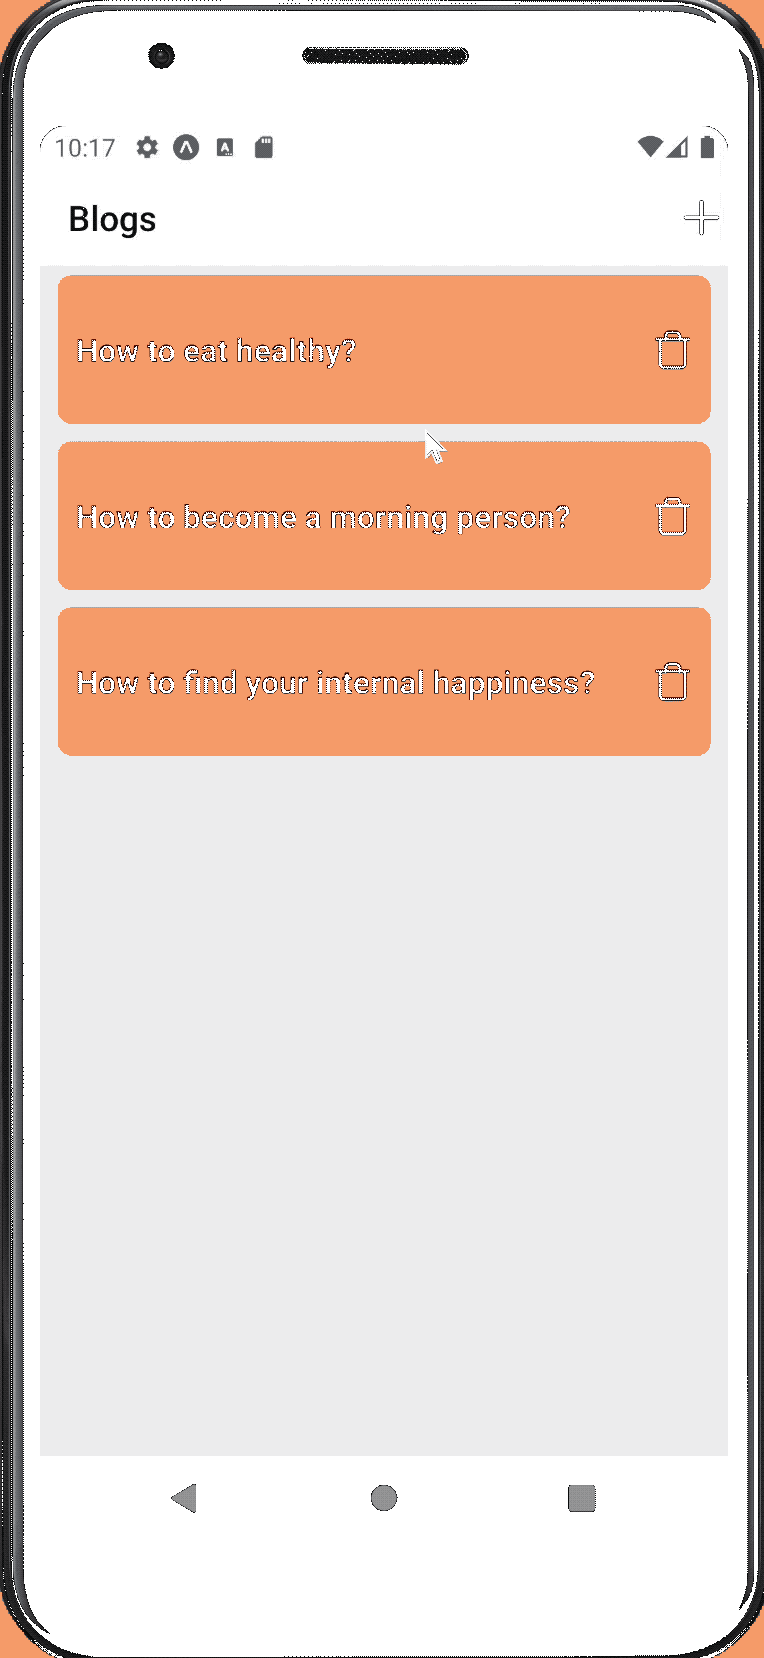 10:17
Blogs
How to eat healthy?
How to become a morning person?
How to find your internal happiness?